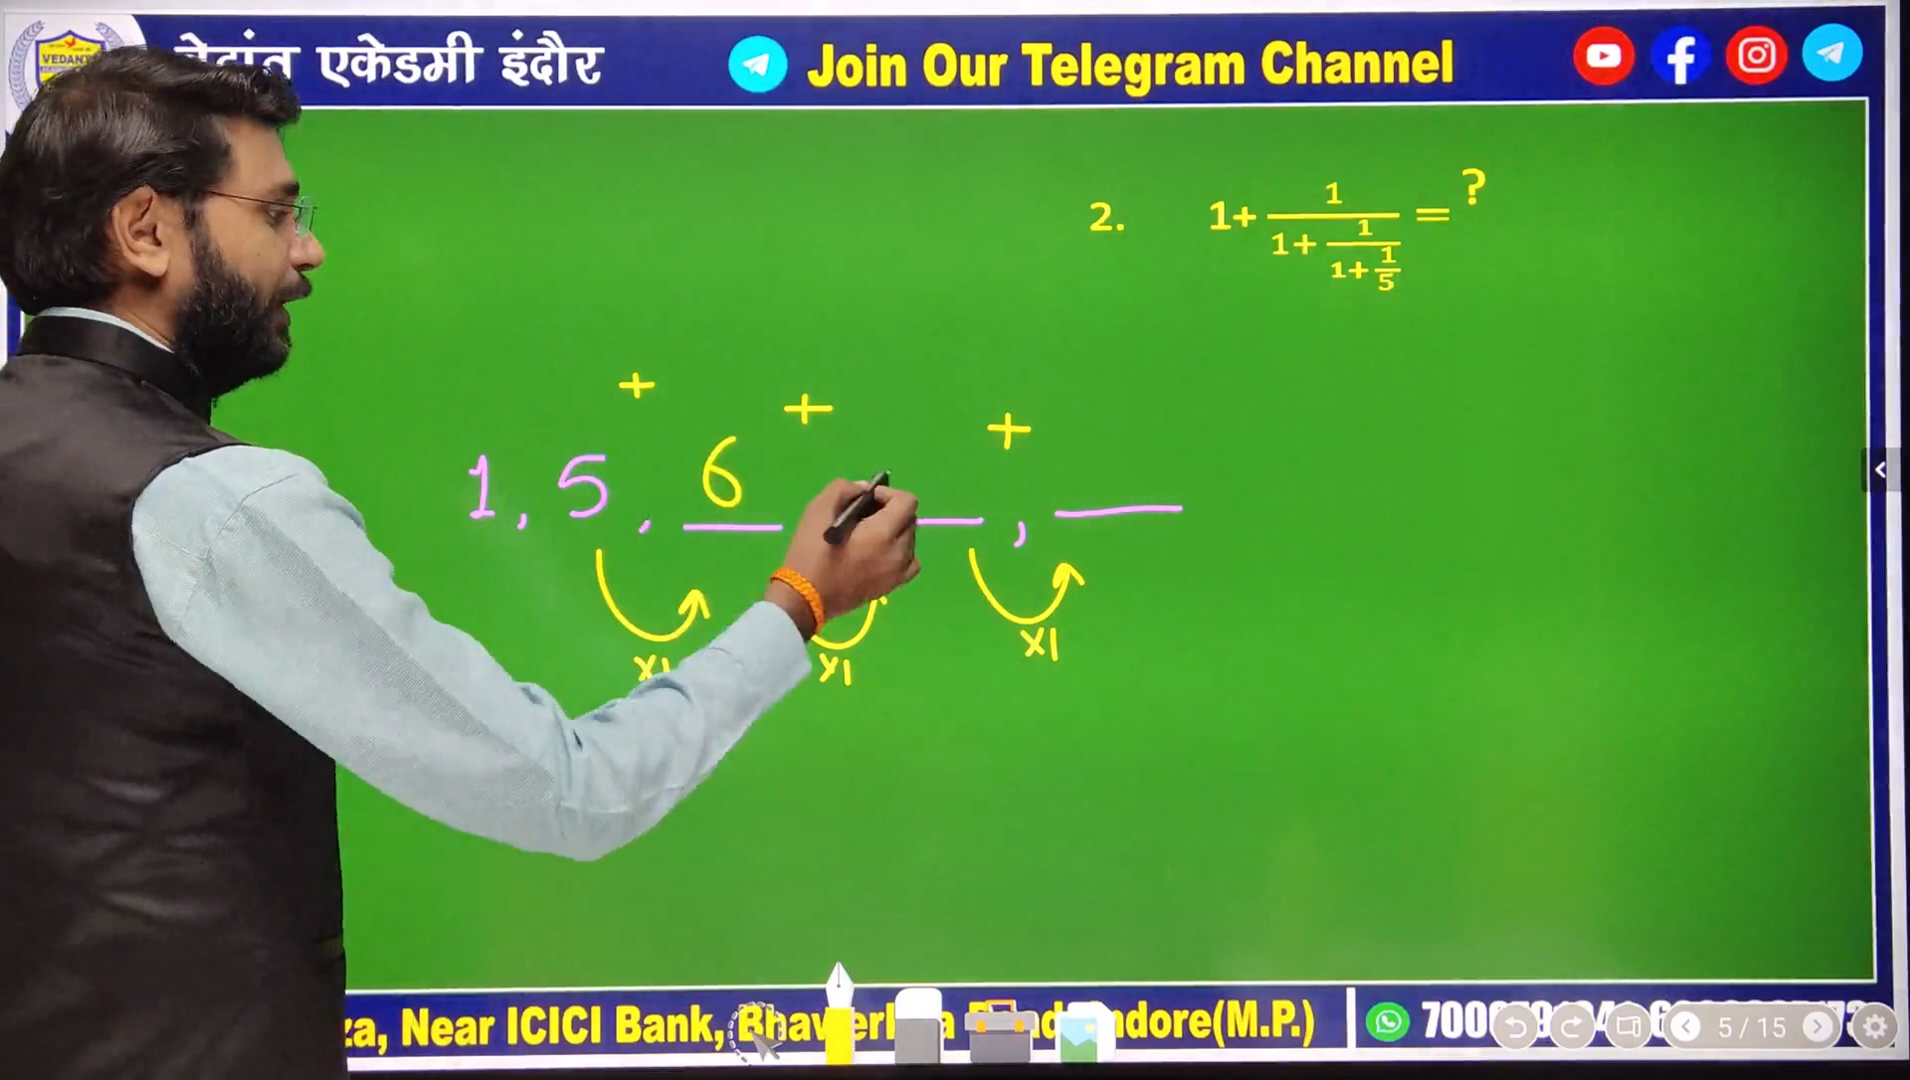 VEDANT
वेदांत एकेडमी इंदौर
Join Our Telegram Channel
2. 1+ 1/(1+ 1/(1+ 1/5)) = ?
+ + +
1, 5, 6 ,
x1 x1 x1
Near ICICI Bank,
(M.P.)
5 / 15